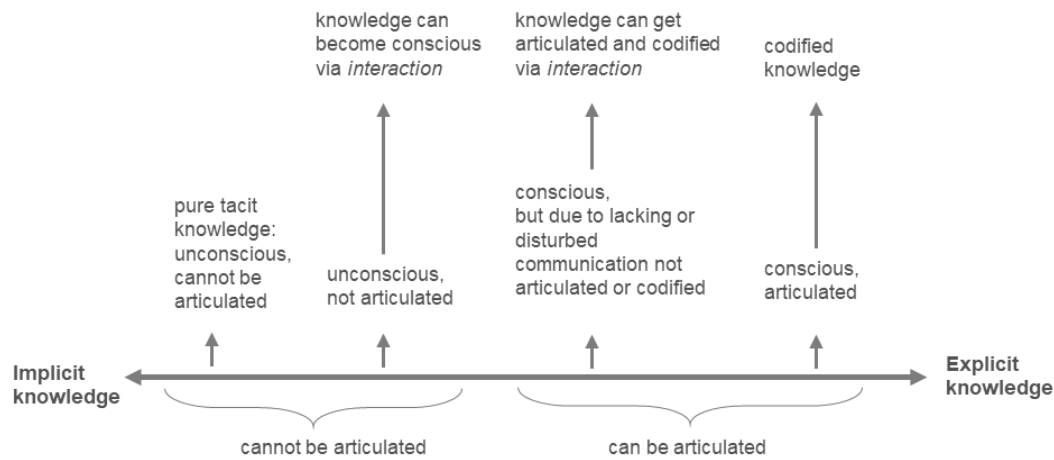 knowledge can
become conscious
via interaction
knowledge can get
articulated and codified
via interaction
codified
knowledge
pure tacit
knowledge:
unconscious,
cannot be
articulated
unconscious,
not articulated
conscious,
but due to lacking or
disturbed
communication not
articulated or codified
conscious,
articulated
Implicit
knowledge
Explicit
knowledge
cannot be articulated
can be articulated